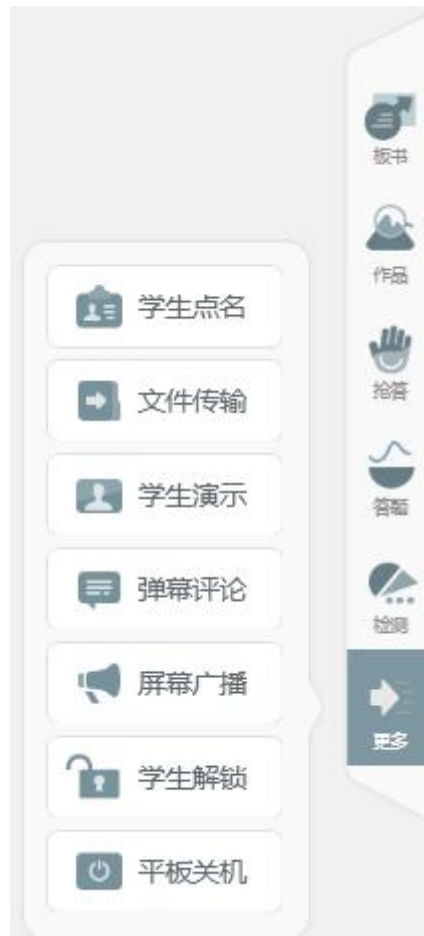 板书
作品
抢答
答题
检测
更多
学生点名
文件传输
学生演示
弹幕评论
屏幕广播
学生解锁
平板关机